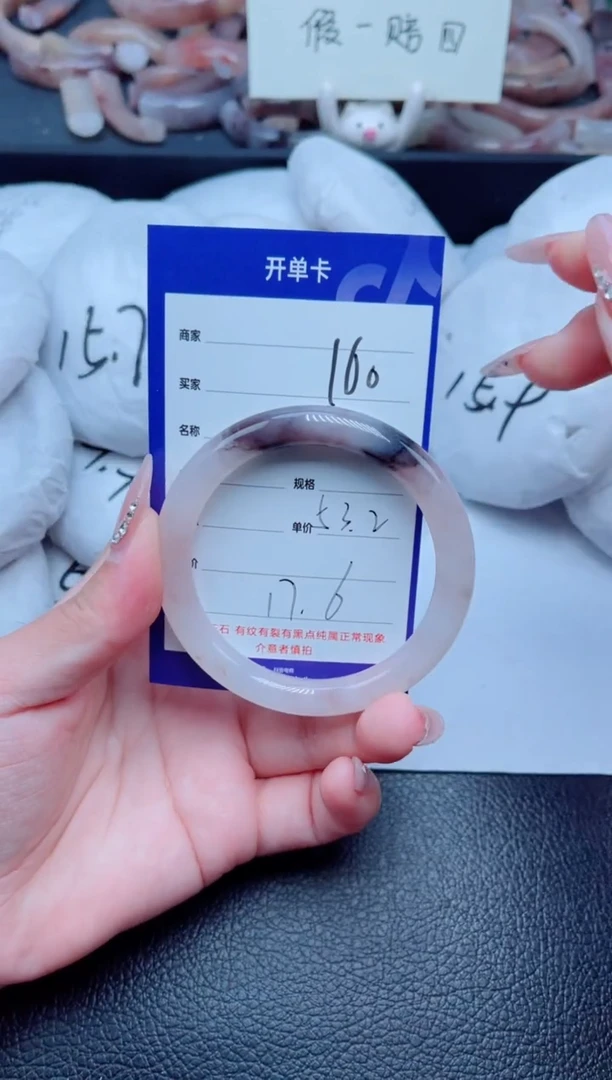 假一赔四
开单卡
商家
160
15.7
买家
名称
规格
单价 53.2
介
17.6
石 有纹有裂有黑点纯属正常现象
介意者慎拍